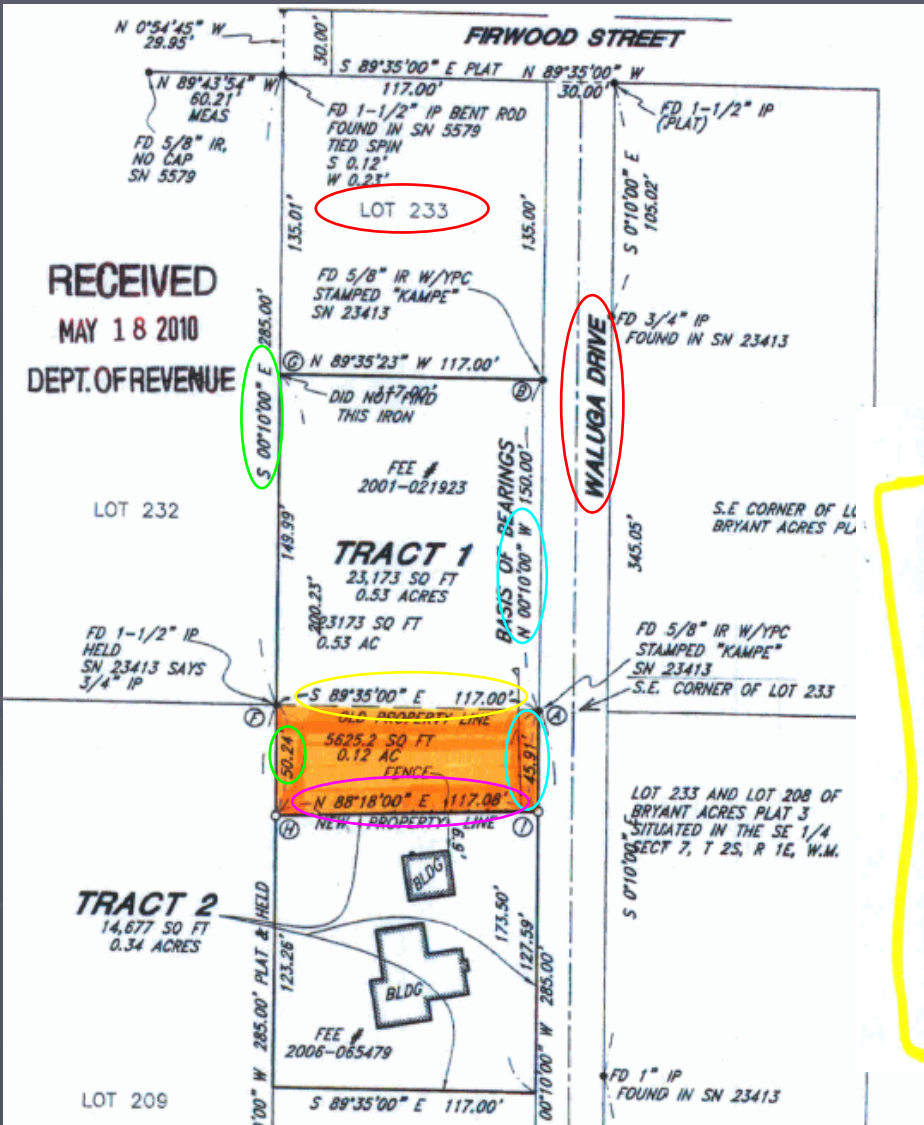 N 0°54'45" W
29.95'
30.00'
FIRWOOD STREET
S 89°35'00" E PLAT
117.00'
N 89°35'00" W
30.00'
N 89°43'54" W
60.21'
MEAS
FD 5/8" IR,
NO CAP
SN 5579
FD 1-1/2" IP BENT ROD
FOUND IN SN 5579
TIED SPIN
S 0.12'
W 0.23'
FD 1-1/2" IP
(PLAT)
S 0°10'00" E
105.02'
LOT 233
135.01'
135.00'
RECEIVED
MAY 18 2010
DEPT. OF REVENUE
FD 5/8" IR W/YPC
STAMPED "KAMPE"
SN 23413
FD 3/4" IP
FOUND IN SN 23413
WALUGA DRIVE
S 00°10'00" E 285.00'
G
N 89°35'23" W 117.00'
B
117.00'
DID NOT FIND
THIS IRON
FEE #
2001-021923
LOT 232
149.99'
BASIS OF BEARINGS
N 00°10'00" W 150.00'
345.05'
S.E CORNER OF
BRYANT ACRES
TRACT 1
23,173 SQ FT
0.53 ACRES
200.23'
23173 SQ FT
0.53 AC
FD 1-1/2" IP
HELD
SN 23413 SAYS
3/4" IP
FD 5/8" IR W/YPC
STAMPED "KAMPE"
SN 23413
S.E. CORNER OF LOT 233
S 89°35'00" E 117.00'
F
A
OLD PROPERTY LINE
5625.2 SQ FT
0.12 AC
50.24'
45.91'
FENCE
N 88°18'00" E 117.08'
H
NEW PROPERTY LINE
I
6.9'
LOT 233 AND LOT 208 OF
BRYANT ACRES PLAT 3
SITUATED IN THE SE 1/4
SECT 7, T 2S, R 1E, W.M.
S 0°10'00" E
BLDG
TRACT 2
14,677 SQ FT
0.34 ACRES
285.00' PLAT & HELD
123.26'
173.50'
127.59'
BLDG
00°10'00" W 285.00'
FEE #
2006-065479
FD 1" IP
FOUND IN SN 23413
LOT 209
'00" W
S 89°35'00" E 117.00'